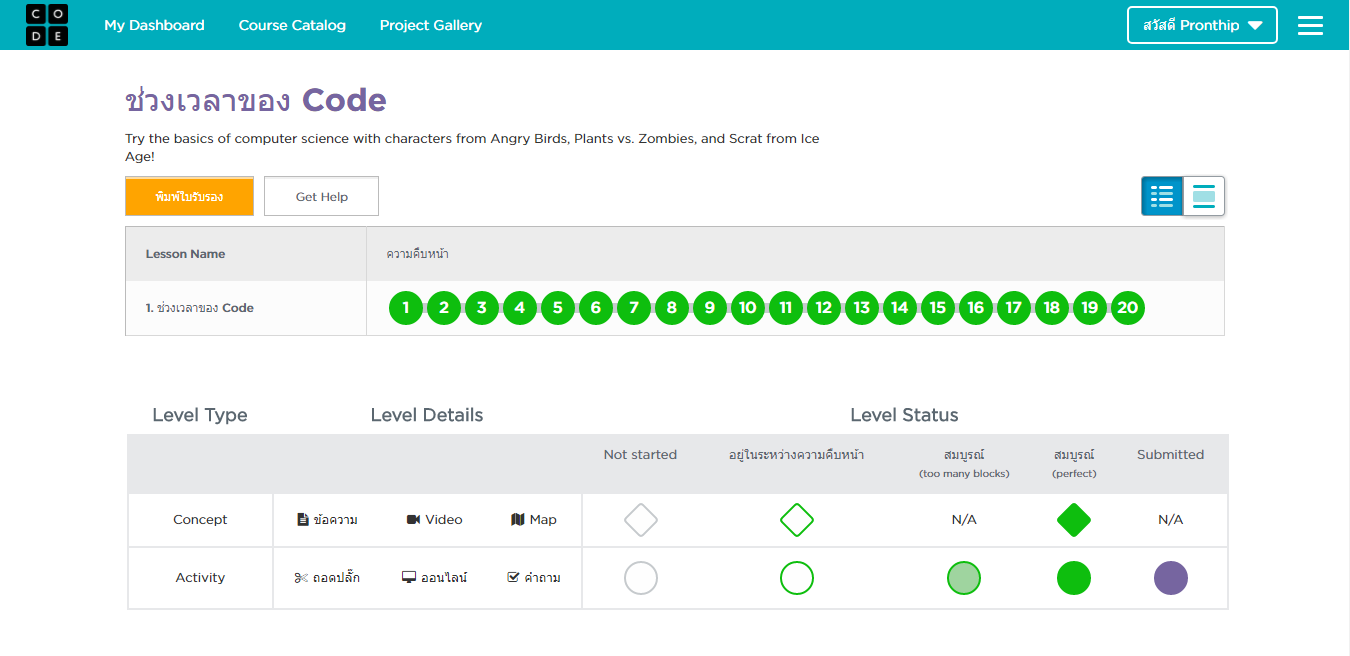 C O
D E
My Dashboard
Course Catalog
Project Gallery
สวัสดี Pronthip
ช่วงเวลาของ Code
Try the basics of computer science with characters from Angry Birds, Plants vs. Zombies, and Scrat from Ice
Age!
พิมพ์ใบรับรอง
Get Help
Lesson Name
ความคืบหน้า
1. ช่วงเวลาของ Code
1 2 3 4 5 6 7 8 9 10 11 12 13 14 15 16 17 18 19 20
Level Type
Level Details
Level Status
Not started
อยู่ในระหว่างความคืบหน้า
สมบูรณ์
(too many blocks)
สมบูรณ์
(perfect)
Submitted
Concept
ข้อความ
Video
Map
N/A
N/A
Activity
ถอดปลั๊ก
ออนไลน์
คำถาม